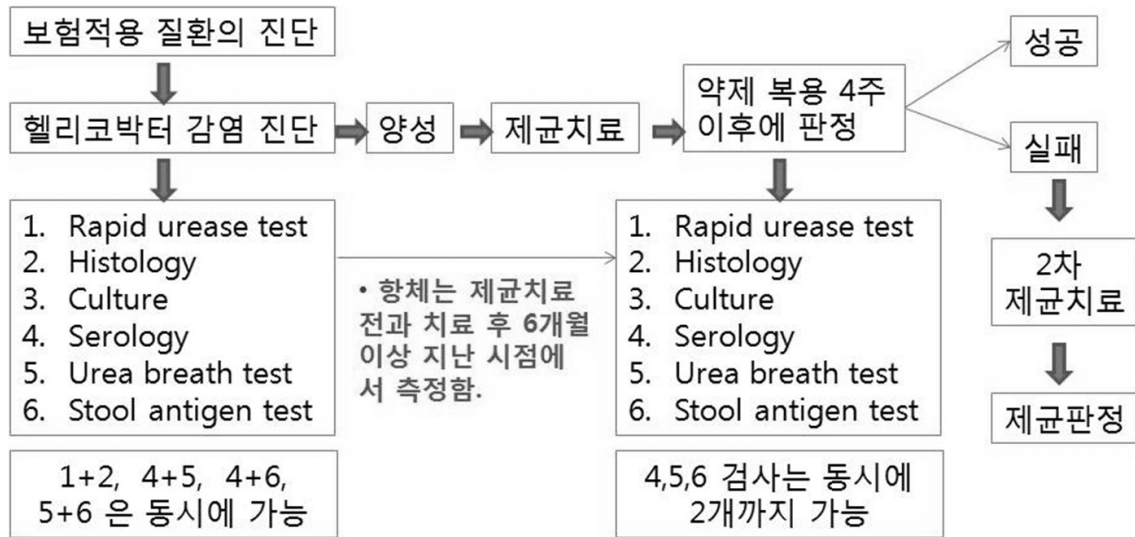 보험적용 질환의 진단
헬리코박터 감염 진단
양성
제균치료
약제 복용 4주
이후에 판정
성공
실패
1. Rapid urease test
2. Histology
3. Culture
4. Serology
5. Urea breath test
6. Stool antigen test
• 항체는 제균치료
전과 치료 후 6개월
이상 지난 시점에
서 측정함.
1. Rapid urease test
2. Histology
3. Culture
4. Serology
5. Urea breath test
6. Stool antigen test
2차
제균치료
제균판정
1+2, 4+5, 4+6,
5+6 은 동시에 가능
4,5,6 검사는 동시에
2개까지 가능